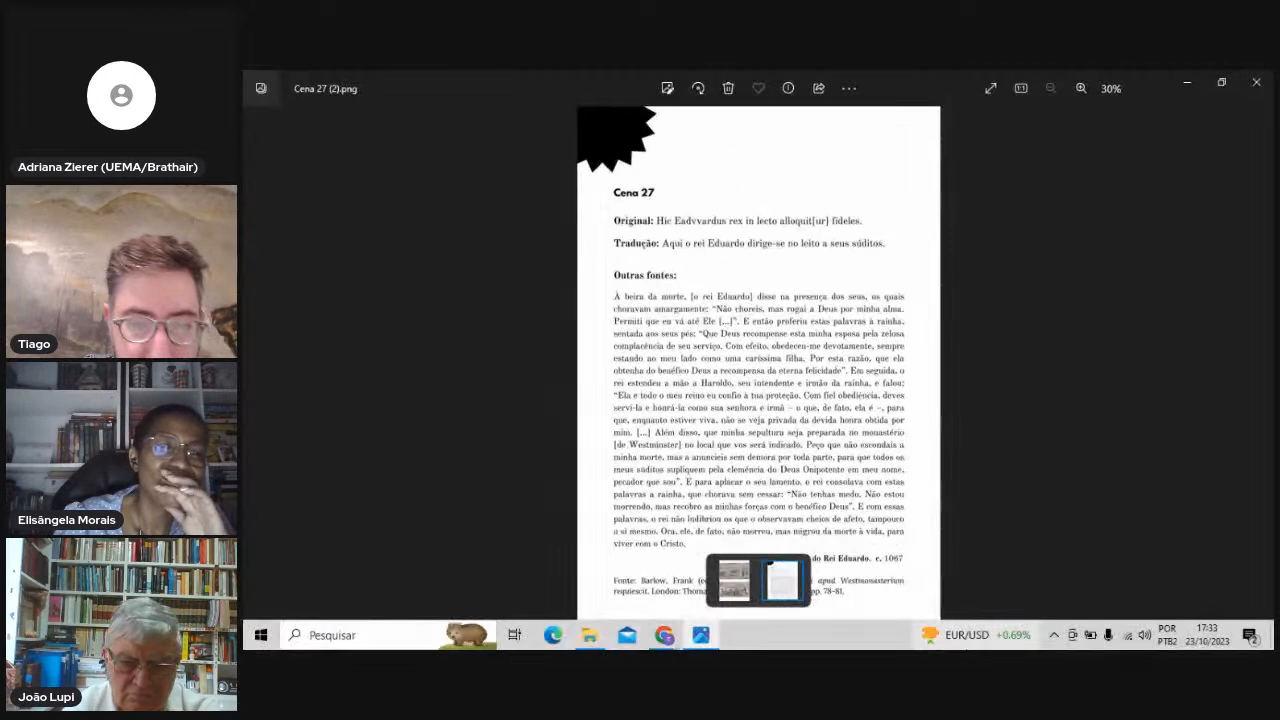 Adriana Zierer (UEMA/Brathair)
Tiago
Elisângela Morais
João Lupi
Cena 27 (2).png
30%
Cena 27
Original: Hic Eadvvardus rex in lecto alloquit[ur] fideles.
Tradução: Aqui o rei Eduardo dirige-se no leito a seus súditos.
Outras fontes:
À beira da morte, [o rei Eduardo] disse na presença dos seus, os quais
choravam amargamente: “Não choreis, mas rogai a Deus por minha alma.
Permiti que eu vá até Ele [...]”. E então proferiu estas palavras à rainha,
sentada aos seus pés: “Que Deus recompense esta minha esposa pela zelosa
complacência de seu serviço. Com efeito, obedeceu-me devotamente, sempre
estando ao meu lado como uma caríssima filha. Por esta razão, que ela
obtenha do benéfico Deus a recompensa da eterna felicidade”. Em seguida, o
rei estendeu a mão a Haroldo, seu intendente e irmão da rainha, e falou:
“Ela e todo o meu reino eu confio à tua proteção. Com fiel obediência, deves
servi-la e honrá-la como sua senhora e irmã – o que, de fato, ela é –, para
que, enquanto estiver viva, não se veja privada da devida honra obtida por
mim. [...] Além disso, que minha sepultura seja preparada no monastério
[de Westminster] no local que vos será indicado. Peço que não escondais a
minha morte, mas a anuncieis sem demora por toda parte, para que todos os
meus súditos supliquem pela clemência do Deus Onipotente em meu nome,
pecador que sou”. E para aplacar o seu lamento, o rei consolava com estas
palavras a rainha, que chorava sem cessar: “Não tenhas medo. Não estou
morrendo, mas recobro as minhas forças com o benéfico Deus”. E com essas
palavras, o rei não iludibriou os que o observavam cheios de afeto, tampouco
a si mesmo. Ora, ele, de fato, não morreu, mas migrou da morte à vida, para
viver com o Cristo.
do Rei Eduardo. c. 1067
Fonte: Barlow, Frank apud Westmonasterium
requiescit. London: pp. 78-81.
Pesquisar
EUR/USD +0.69%
POR
PTB2
17:33
23/10/2023
2